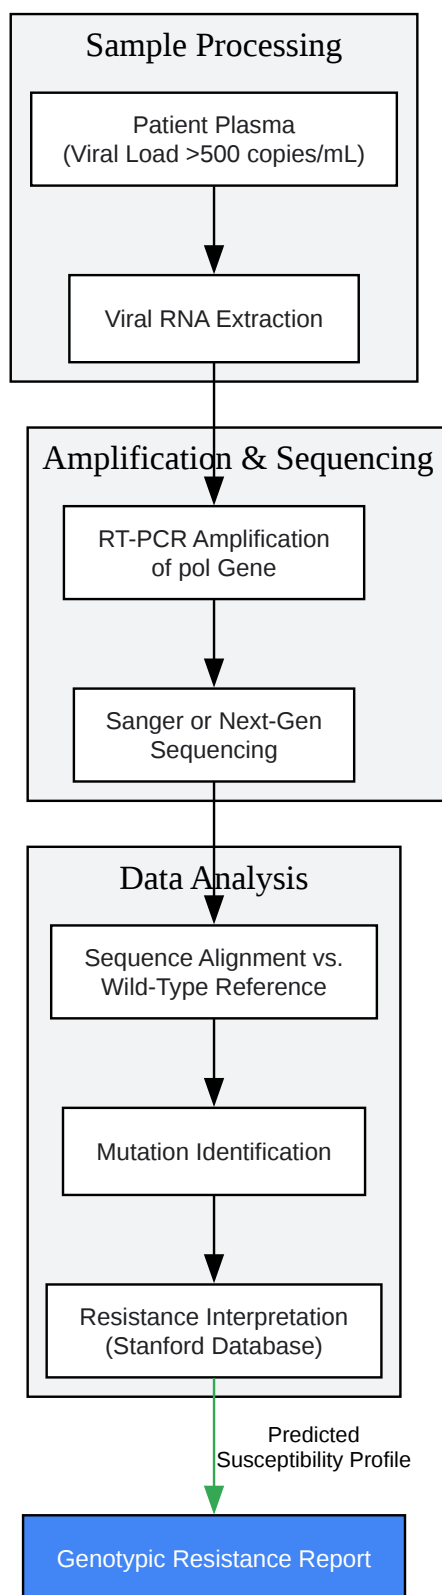 Sample Processing
Patient Plasma
(Viral Load >500 copies/mL)
Viral RNA Extraction
Amplification & Sequencing
RT-PCR Amplification
of pol Gene
Sanger or Next-Gen
Sequencing
Data Analysis
Sequence Alignment vs.
Wild-Type Reference
Mutation Identification
Resistance Interpretation
(Stanford Database)
Predicted
Susceptibility Profile
Genotypic Resistance Report